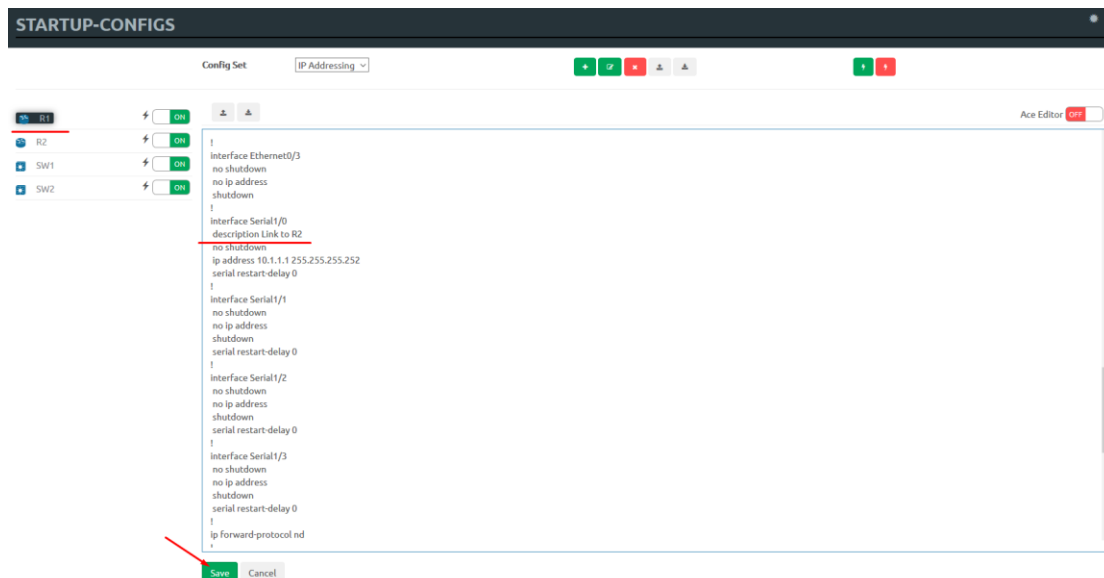 STARTUP-CONFIGS
Config Set IP Addressing
R1 ON
R2 ON
SW1 ON
SW2 ON
Ace Editor OFF
!
interface Ethernet0/3
no shutdown
no ip address
shutdown
!
interface Serial1/0
description Link to R2
no shutdown
ip address 10.1.1.1 255.255.255.252
serial restart-delay 0
!
interface Serial1/1
no shutdown
no ip address
shutdown
serial restart-delay 0
!
interface Serial1/2
no shutdown
no ip address
shutdown
serial restart-delay 0
!
interface Serial1/3
no shutdown
no ip address
shutdown
serial restart-delay 0
!
ip forward-protocol nd
Save Cancel